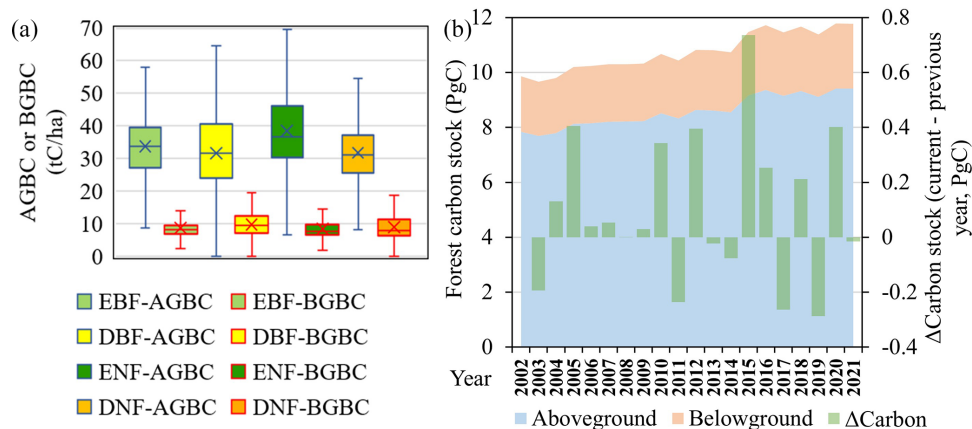 (a)
AGBC or BGBC
(tC/ha)
70
60
50
40
30
20
10
0
EBF-AGBC
EBF-BGBC
DBF-AGBC
DBF-BGBC
ENF-AGBC
ENF-BGBC
DNF-AGBC
DNF-BGBC
(b)
Forest carbon stock (PgC)
12
10
8
6
4
2
0
0.8
0.6
0.4
0.2
0
-0.2
-0.4
ΔCarbon stock (current - previous
year, PgC)
Year
2002
2003
2004
2005
2006
2007
2008
2009
2010
2011
2012
2013
2014
2015
2016
2017
2018
2019
2020
2021
Aboveground
Belowground
ΔCarbon